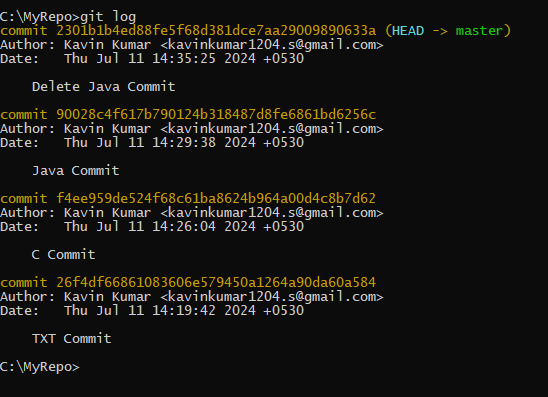 C:\MyRepo>git log
commit 2301b1b4ed88fe5f68d381dce7aa29009890633a (HEAD -> master)
Author: Kavin Kumar <kavinkumar1204.s@gmail.com>
Date:   Thu Jul 11 14:35:25 2024 +0530
Delete Java Commit
commit 90028c4f617b790124b318487d8fe6861bd6256c
Author: Kavin Kumar <kavinkumar1204.s@gmail.com>
Date:   Thu Jul 11 14:29:38 2024 +0530
Java Commit
commit f4ee959de524f68c61ba8624b964a00d4c8b7d62
Author: Kavin Kumar <kavinkumar1204.s@gmail.com>
Date:   Thu Jul 11 14:26:04 2024 +0530
C Commit
commit 26f4df66861083606e579450a1264a90da60a584
Author: Kavin Kumar <kavinkumar1204.s@gmail.com>
Date:   Thu Jul 11 14:19:42 2024 +0530
TXT Commit
C:\MyRepo>